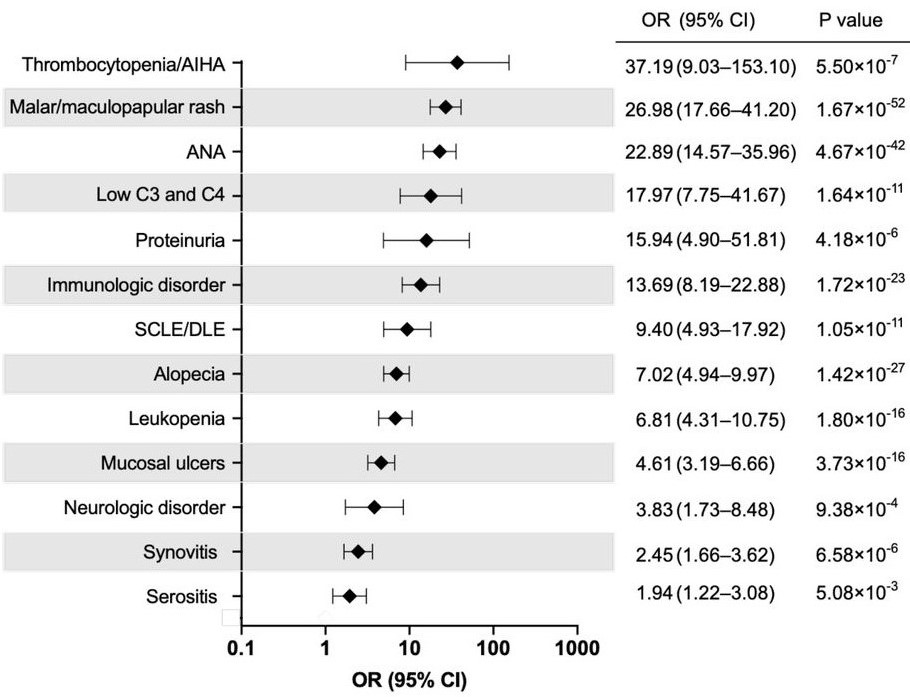 OR (95% CI) P value
Thrombocytopenia/AIHA 37.19 (9.03–153.10) 5.50×10⁻⁷
Malar/maculopapular rash 26.98 (17.66–41.20) 1.67×10⁻⁵²
ANA 22.89 (14.57–35.96) 4.67×10⁻⁴²
Low C3 and C4 17.97 (7.75–41.67) 1.64×10⁻¹¹
Proteinuria 15.94 (4.90–51.81) 4.18×10⁻⁶
Immunologic disorder 13.69 (8.19–22.88) 1.72×10⁻²³
SCLE/DLE 9.40 (4.93–17.92) 1.05×10⁻¹¹
Alopecia 7.02 (4.94–9.97) 1.42×10⁻²⁷
Leukopenia 6.81 (4.31–10.75) 1.80×10⁻¹⁶
Mucosal ulcers 4.61 (3.19–6.66) 3.73×10⁻¹⁶
Neurologic disorder 3.83 (1.73–8.48) 9.38×10⁻⁴
Synovitis 2.45 (1.66–3.62) 6.58×10⁻⁶
Serositis 1.94 (1.22–3.08) 5.08×10⁻³
0.1 1 10 100 1000
OR (95% CI)